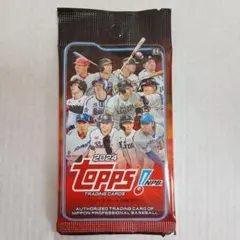 2024
TOPPS
NPB
TRADING CARDS
AUTHORIZED TRADING CARD OF
NIPPON PROFESSIONAL BASEBALL